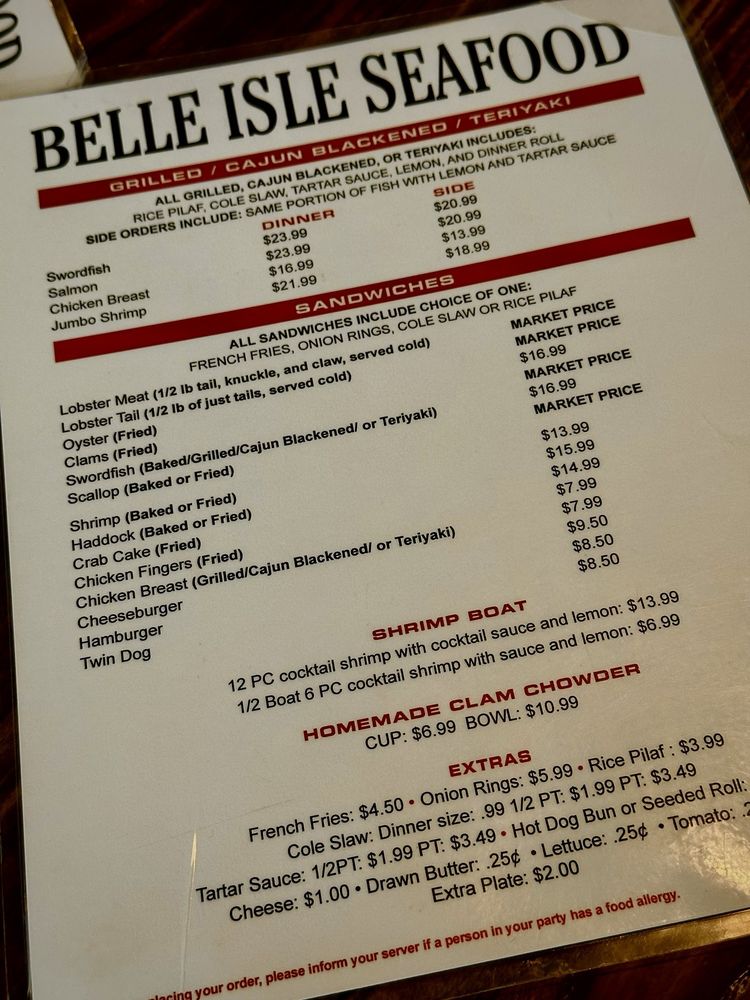 BELLE ISLE SEAFOOD
GRILLED / CAJUN BLACKENED / TERIYAKI
ALL GRILLED, CAJUN BLACKENED, OR TERIYAKI INCLUDES:
RICE PILAF, COLE SLAW, TARTAR SAUCE, LEMON, AND DINNER ROLL
SIDE ORDERS INCLUDE: SAME PORTION OF FISH WITH LEMON AND TARTAR SAUCE
DINNER SIDE
Swordfish $23.99 $20.99
Salmon $23.99 $20.99
Chicken Breast $16.99 $13.99
Jumbo Shrimp $21.99 $18.99
SANDWICHES
ALL SANDWICHES INCLUDE CHOICE OF ONE:
FRENCH FRIES, ONION RINGS, COLE SLAW OR RICE PILAF
Lobster Meat (1/2 lb tail, knuckle, and claw, served cold) MARKET PRICE
Lobster Tail (1/2 lb of just tails, served cold) MARKET PRICE
Oyster (Fried) $16.99
Clams (Fried) MARKET PRICE
Swordfish (Baked/Grilled/Cajun Blackened/ or Teriyaki) $16.99
Scallop (Baked or Fried) MARKET PRICE
Shrimp (Baked or Fried) $13.99
Haddock (Baked or Fried) $15.99
Crab Cake (Fried) $14.99
Chicken Fingers (Fried) $7.99
Chicken Breast (Grilled/Cajun Blackened/ or Teriyaki) $7.99
Cheeseburger $9.50
Hamburger $8.50
Twin Dog $8.50
SHRIMP BOAT
12 PC cocktail shrimp with cocktail sauce and lemon: $13.99
1/2 Boat 6 PC cocktail shrimp with sauce and lemon: $6.99
HOMEMADE CLAM CHOWDER
CUP: $6.99 BOWL: $10.99
EXTRAS
French Fries: $4.50 • Onion Rings: $5.99 • Rice Pilaf : $3.99
Cole Slaw: Dinner size: .99 1/2 PT: $1.99 PT: $3.49
Tartar Sauce: 1/2PT: $1.99 PT: $3.49 • Hot Dog Bun or Seeded Roll:
Cheese: $1.00 • Drawn Butter: .25¢ • Lettuce: .25¢ • Tomato:
Extra Plate: $2.00
your order, please inform your server if a person in your party has a food allergy.